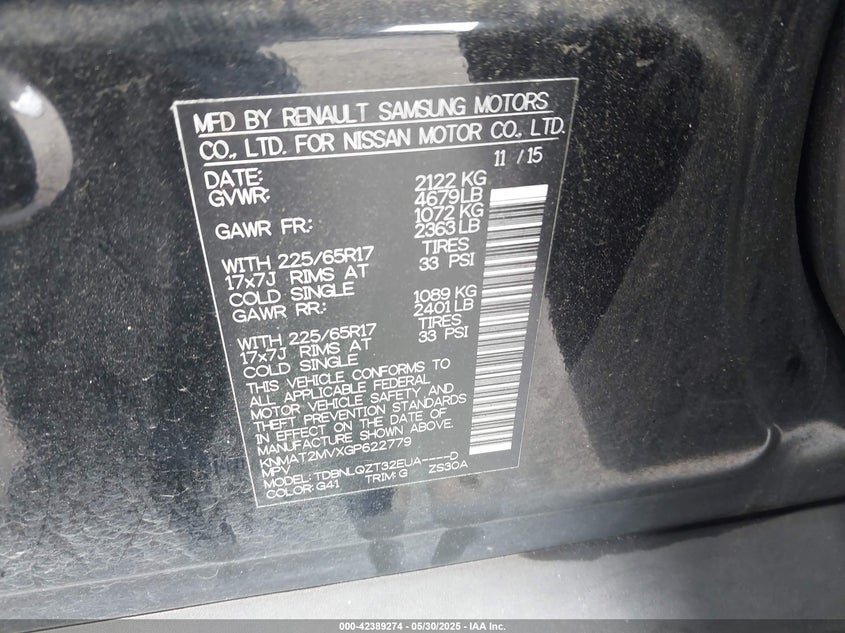 MFD BY RENAULT SAMSUNG MOTORS
CO., LTD. FOR NISSAN MOTOR CO., LTD.
DATE: 11 / 15
GVWR: 2122 KG
4679 LB
GAWR FR: 1072 KG
2363 LB
WITH 225/65R17 TIRES
17x7J RIMS AT 33 PSI
COLD SINGLE
GAWR RR: 1089 KG
2401 LB
WITH 225/65R17 TIRES
17x7J RIMS AT 33 PSI
COLD SINGLE
THIS VEHICLE CONFORMS TO
ALL APPLICABLE FEDERAL
MOTOR VEHICLE SAFETY AND
THEFT PREVENTION STANDARDS
IN EFFECT ON THE DATE OF
MANUFACTURE SHOWN ABOVE.
KNMAT2MVXGP622779
MPV
MODEL: TDBNLQZT32EUA----D
COLOR: G41 TRIM: G ZS30A
000-42389274 - 05/30/2025 - IAA Inc.